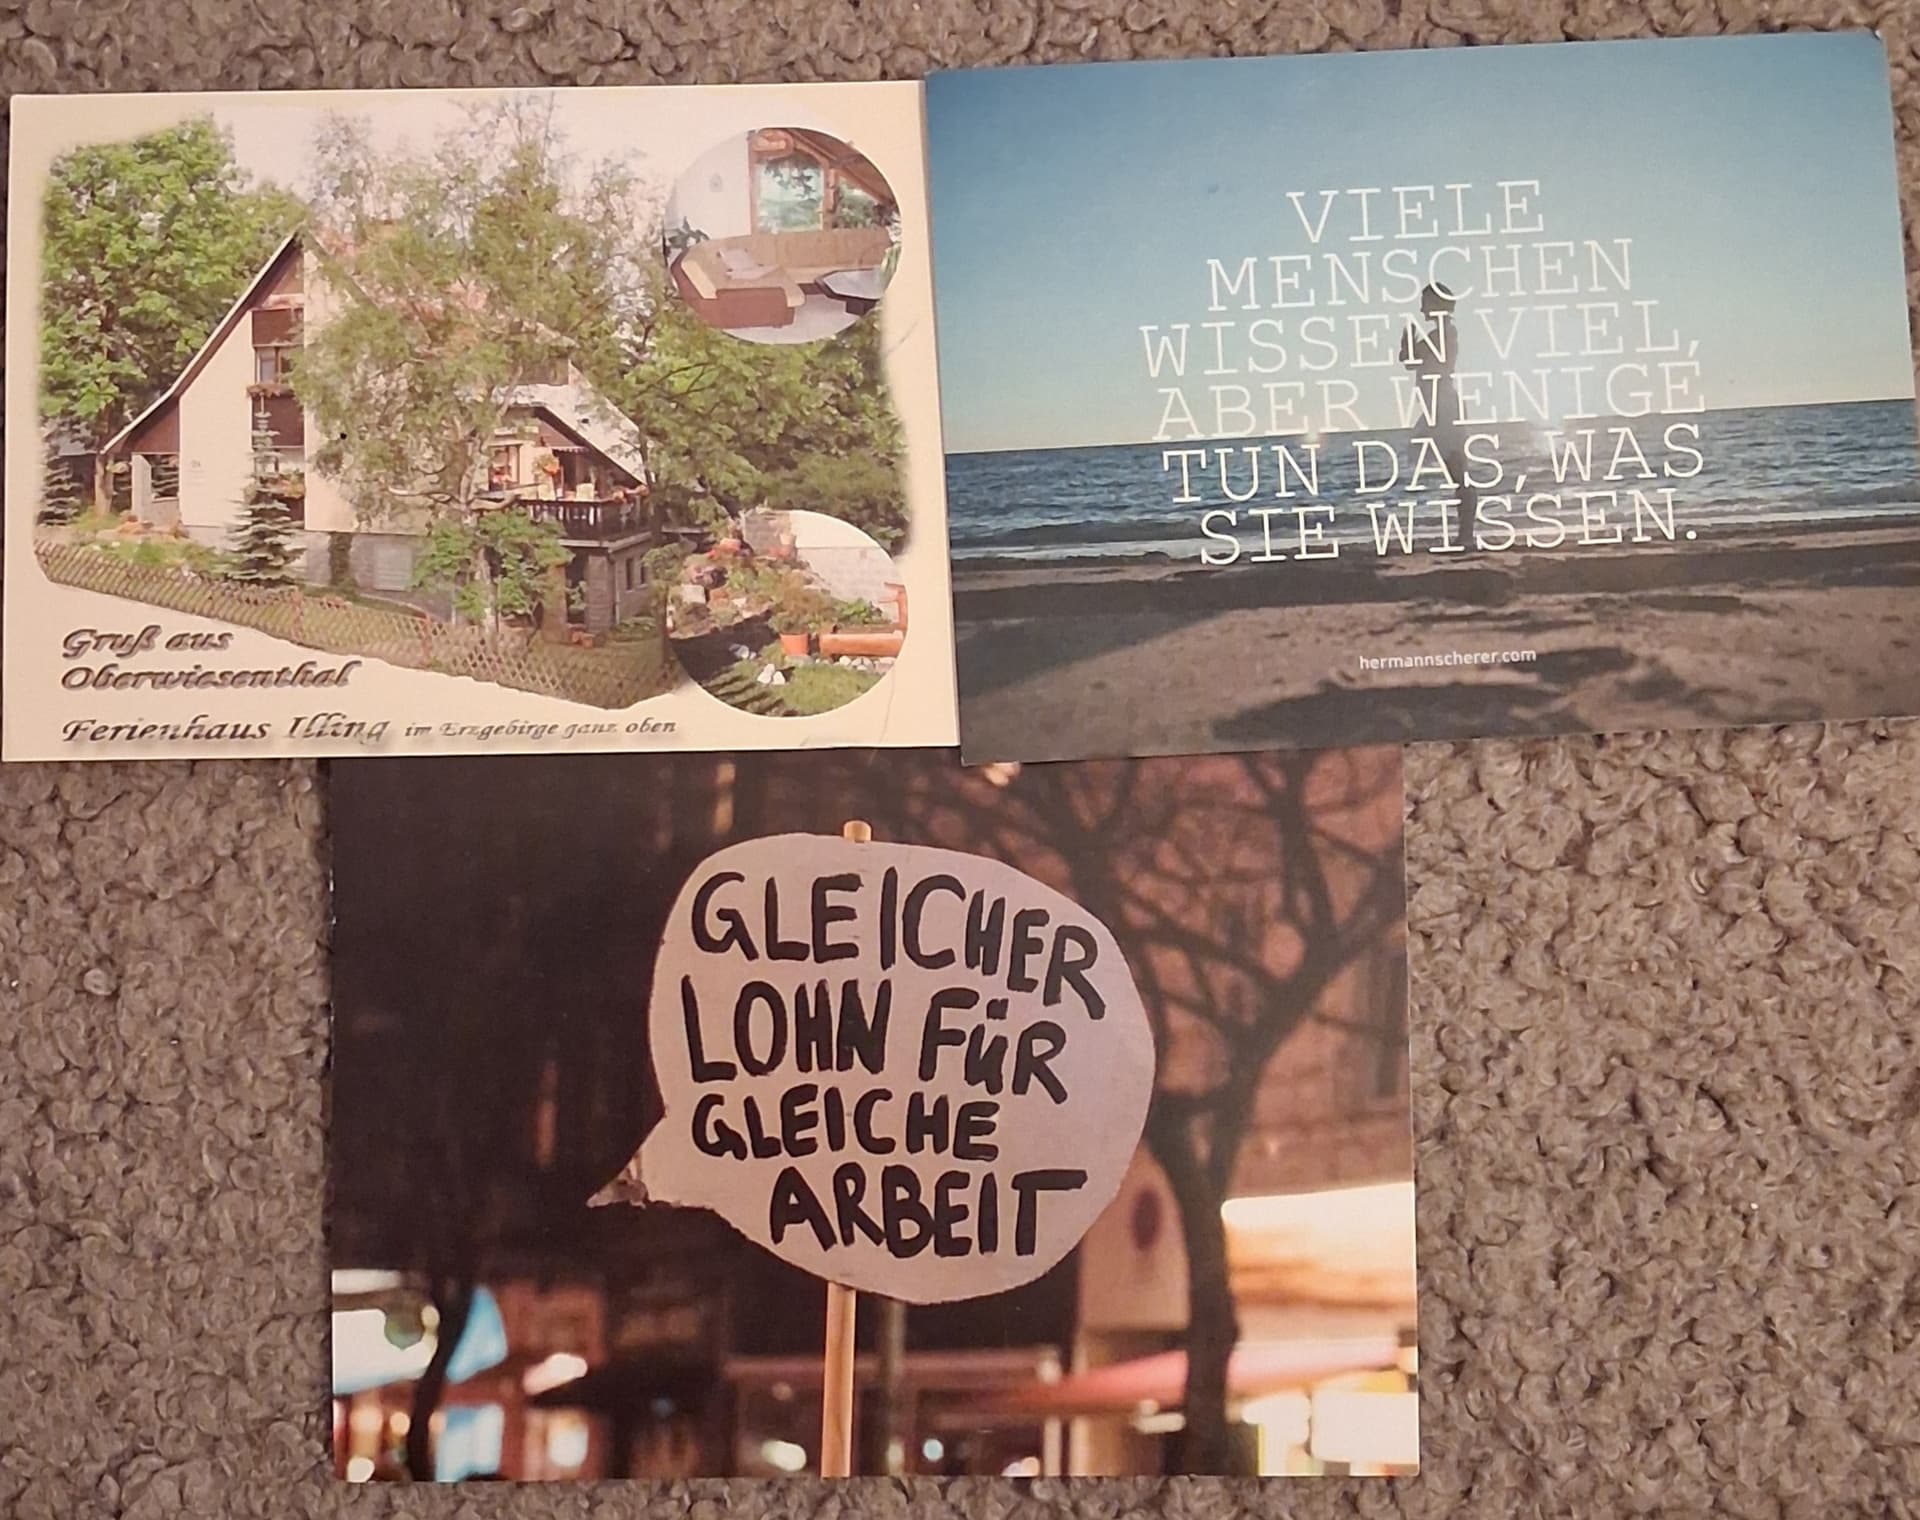 Gruß aus
Oberwiesenthal
Ferienhaus Illing im Erzgebirge ganz oben
VIELE
MENSCHEN
WISSEN VIEL,
ABER WENIGE
TUN DAS, WAS
SIE WISSEN.
hermannscherer.com
GLEICHER
LOHN FÜR
GLEICHE
ARBEIT